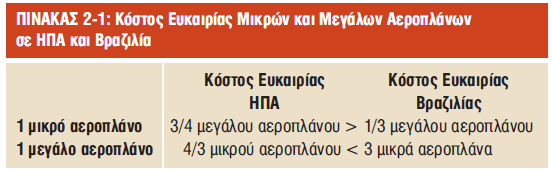 ΠΙΝΑΚΑΣ 2-1: Κόστος Ευκαιρίας Μικρών και Μεγάλων Αεροπλάνων
σε ΗΠΑ και Βραζιλία
Κόστος Ευκαιρίας Κόστος Ευκαιρίας
ΗΠΑ Βραζιλίας
1 μικρό αεροπλάνο 3/4 μεγάλου αεροπλάνου > 1/3 μεγάλου αεροπλάνου
1 μεγάλο αεροπλάνο 4/3 μικρού αεροπλάνου < 3 μικρά αεροπλάνα